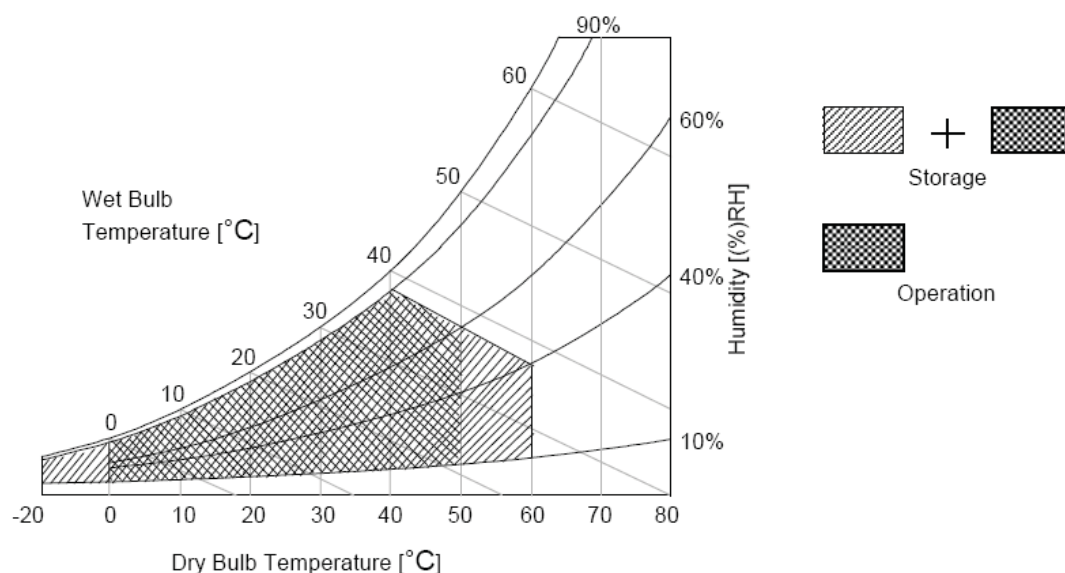 90%
60
60%
50
Wet Bulb
Temperature [°C]
40
40%
30
20
10
0
10%
Humidity [(%)RH]
-20 0 10 20 30 40 50 60 70 80
Dry Bulb Temperature [°C]
+
Storage
Operation